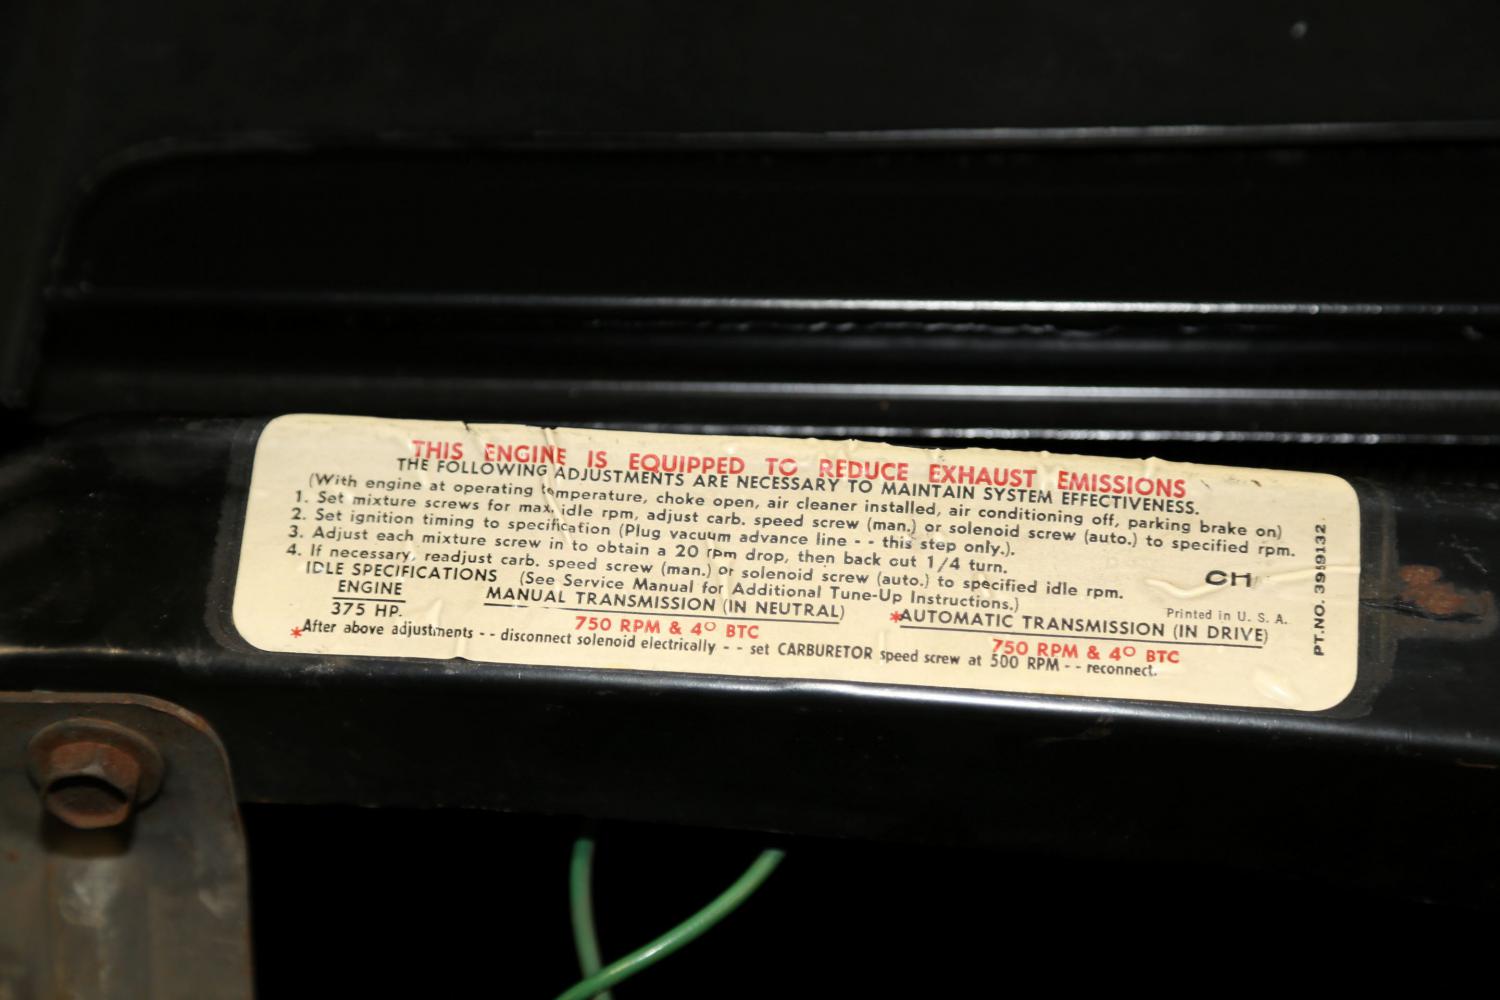 THIS ENGINE IS EQUIPPED TO REDUCE EXHAUST EMISSIONS
THE FOLLOWING ADJUSTMENTS ARE NECESSARY TO MAINTAIN SYSTEM EFFECTIVENESS.
(With engine at operating temperature, choke open, air cleaner installed, air conditioning off, parking brake on)
1. Set mixture screws for max. idle rpm, adjust carb. speed screw (man.) or solenoid screw (auto.) to specified rpm.
2. Set ignition timing to specification (Plug vacuum advance line - - this step only.).
3. Adjust each mixture screw in to obtain a 20 rpm drop, then back out 1/4 turn.
4. If necessary, readjust carb. speed screw (man.) or solenoid screw (auto.) to specified idle rpm.
IDLE SPECIFICATIONS (See Service Manual for Additional Tune-Up Instructions.)
CH
Printed in U. S. A.
ENGINE MANUAL TRANSMISSION (IN NEUTRAL) *AUTOMATIC TRANSMISSION (IN DRIVE)
375 HP. 750 RPM & 4° BTC 750 RPM & 4° BTC
*After above adjustments - - disconnect solenoid electrically - - set CARBURETOR speed screw at 500 RPM - - reconnect.
PT. NO. 3959132